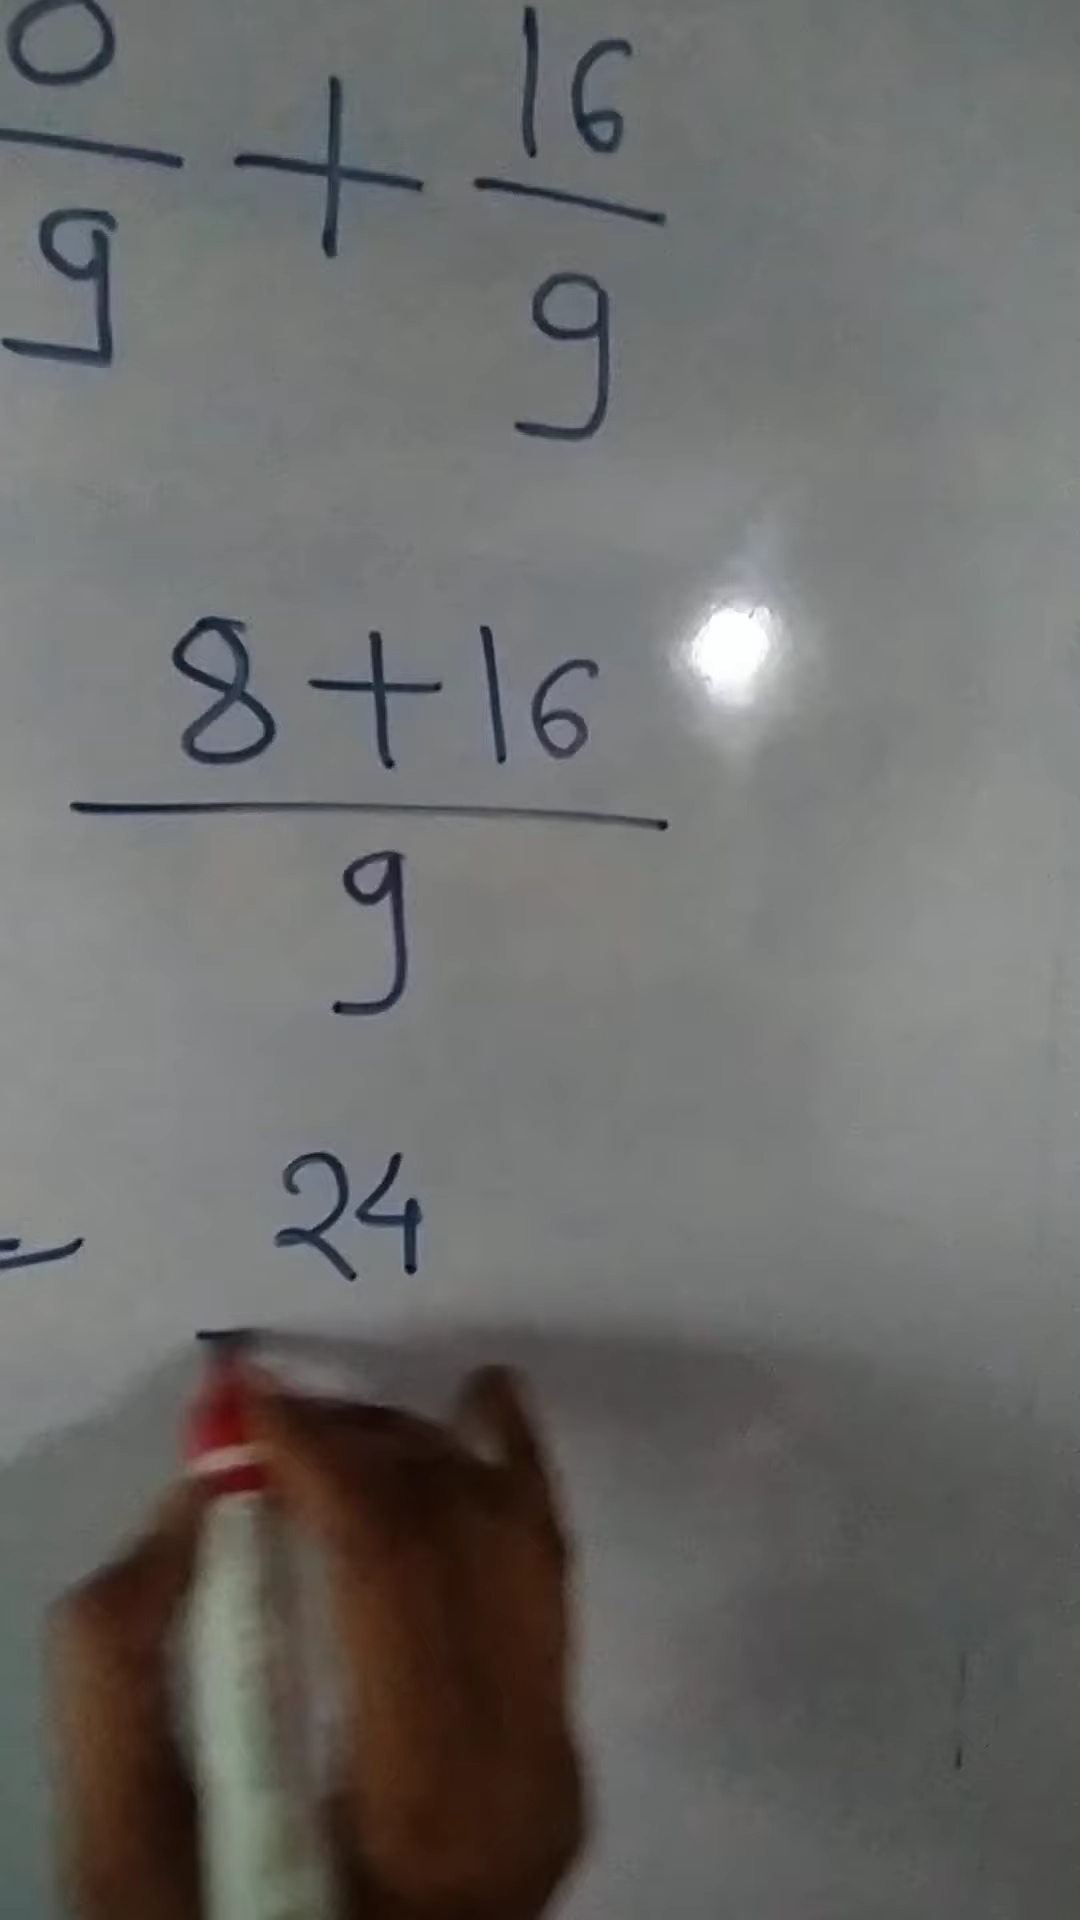 8 + 16
9 9
8+16
9
= 24